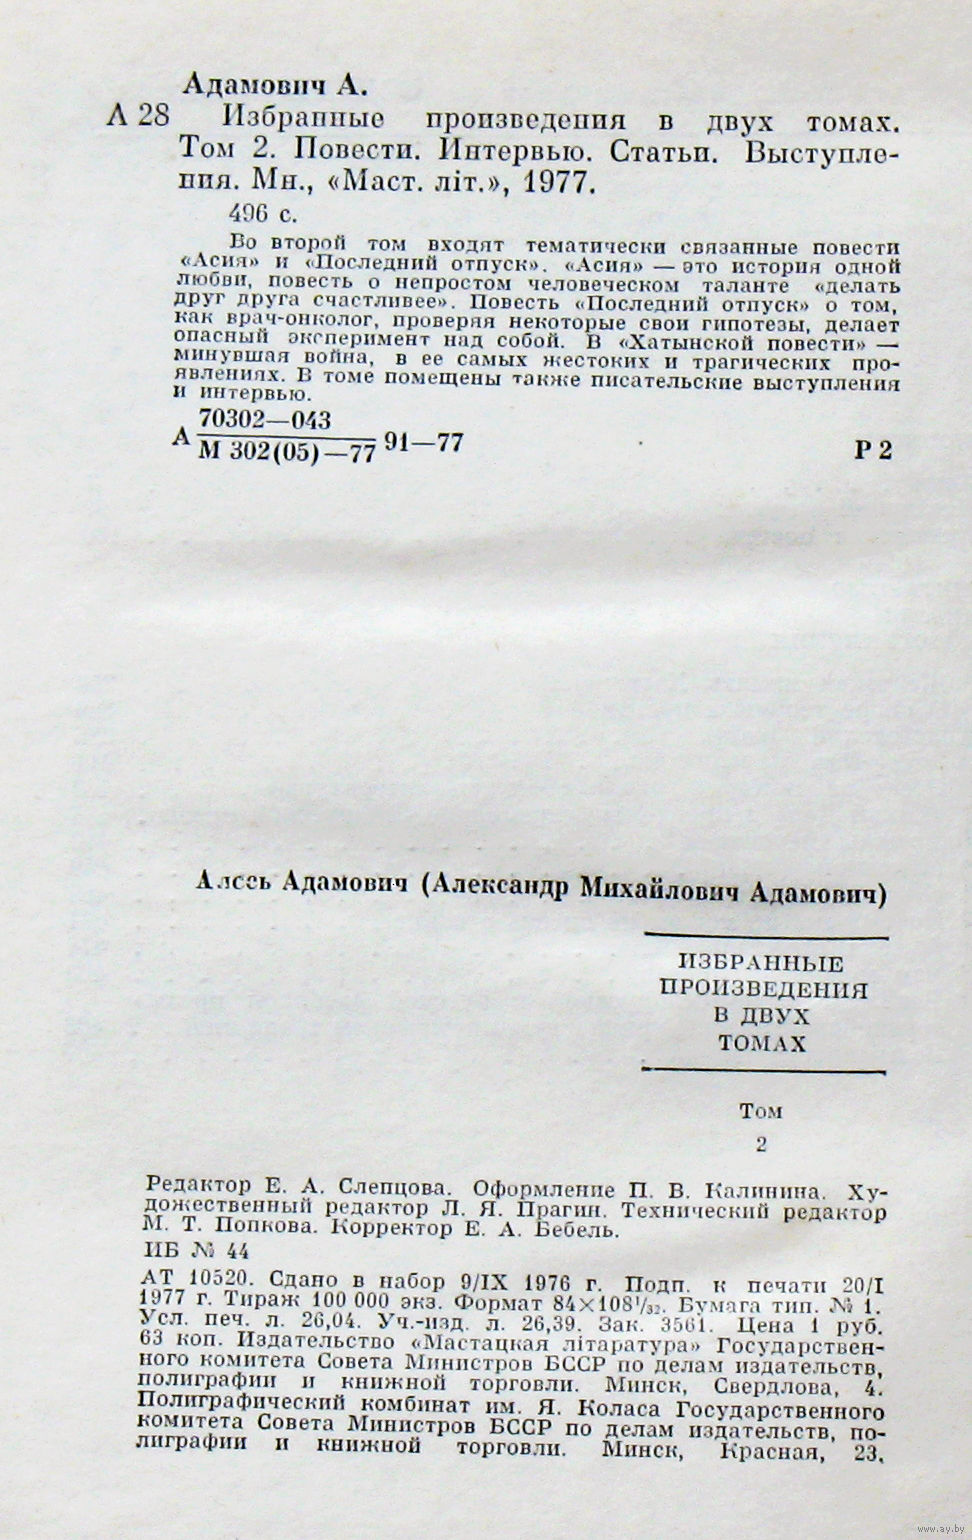 Адамович А.
А 28 Избранные произведения в двух томах.
Том 2. Повести. Интервью. Статьи. Выступле-
ния. Мн., «Маст. літ.», 1977.
496 с.
Во второй том входят тематически связанные повести
«Асия» и «Последний отпуск». «Асия» — это история одной
любви, повесть о непростом человеческом таланте «делать
друг друга счастливее». Повесть «Последний отпуск» о том,
как врач-онколог, проверяя некоторые свои гипотезы, делает
опасный эксперимент над собой. В «Хатынской повести» —
минувшая война, в ее самых жестоких и трагических про-
явлениях. В томе помещены также писательские выступления
и интервью.
70302—043
А 91—77
М 302(05)—77
Р 2
Алесь Адамович (Александр Михайлович Адамович)
ИЗБРАННЫЕ
ПРОИЗВЕДЕНИЯ
В ДВУХ
ТОМАХ
Том
2
Редактор Е. А. Слепцова. Оформление П. В. Калинина. Ху-
дожественный редактор Л. Я. Прагин. Технический редактор
М. Т. Попкова. Корректор Е. А. Бебель.
ИБ № 44
АТ 10520. Сдано в набор 9/IX 1976 г. Подп. к печати 20/I
1977 г. Тираж 100 000 экз. Формат 84×108¹/₃₂. Бумага тип. № 1.
Усл. печ. л. 26,04. Уч.-изд. л. 26,39. Зак. 3561. Цена 1 руб.
63 коп. Издательство «Мастацкая літаратура» Государствен-
ного комитета Совета Министров БССР по делам издательств,
полиграфии и книжной торговли. Минск, Свердлова, 4.
Полиграфический комбинат им. Я. Коласа Государственного
комитета Совета Министров БССР по делам издательств, по-
лиграфии и книжной торговли. Минск, Красная, 23.
www.ay.by